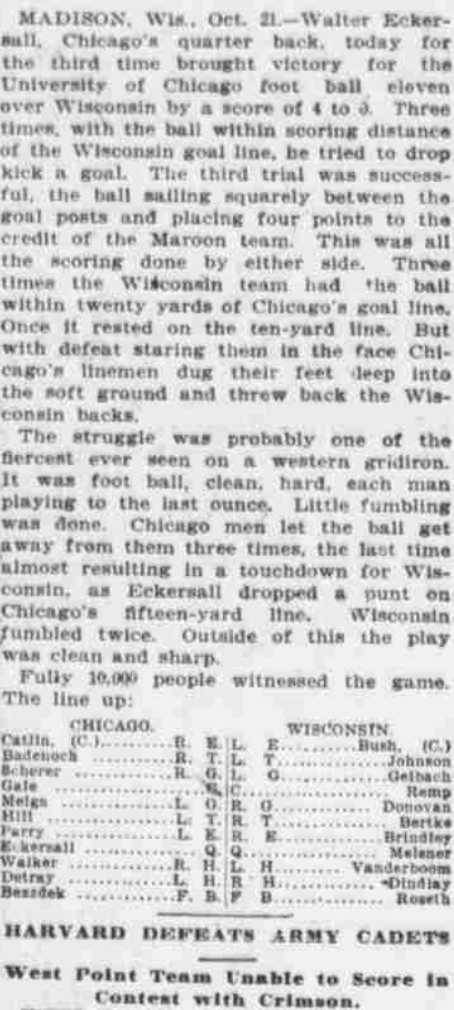 MADISON, Wis., Oct. 21.—Walter Ecker-
sall, Chicago's quarter back, today for
the third time brought victory for the
University of Chicago foot ball eleven
over Wisconsin by a score of 4 to 0. Three
times, with the ball within scoring distance
of the Wisconsin goal line, he tried to drop
kick a goal. The third trial was success-
ful, the ball sailing squarely between the
goal posts and placing four points to the
credit of the Maroon team. This was all
the scoring done by either side. Three
times the Wisconsin team had the ball
within twenty yards of Chicago's goal line.
Once it rested on the ten-yard line. But
with defeat staring them in the face Chi-
cago's linemen dug their feet deep into
the soft ground and threw back the Wis-
consin backs.
The struggle was probably one of the
fiercest ever seen on a western gridiron.
It was foot ball, clean, hard, each man
playing to the last ounce. Little fumbling
was done. Chicago men let the ball get
away from them three times, the last time
almost resulting in a touchdown for Wis-
consin, as Eckersall dropped a punt on
Chicago's fifteen-yard line. Wisconsin
fumbled twice. Outside of this the play
was clean and sharp.
Fully 10,000 people witnessed the game.
The line up:
CHICAGO. WISCONSIN.
Catlin, (C.)..........R. E. L. E..........Bush, (C.)
Badenoch ..........R. T. L. T..............Johnson
Scherer ............R. G. L. G..............Gelbach
Gale .................... C. C................. Remp
Meigs ..............L. G. R. G.............. Donovan
Hill ................L. T. R. T............... Bertke
Parry ..............L. E. R. E..............Brindley
Eckersall .............. Q. Q................. Melsner
Walker ............R. H. L. H.......... Vanderboom
Detray ............L. H. R. H..............Dindlay
Bezdek ............F. B. F. B............... Roseth
HARVARD DEFEATS ARMY CADETS
West Point Team Unable to Score in
Contest with Crimson.